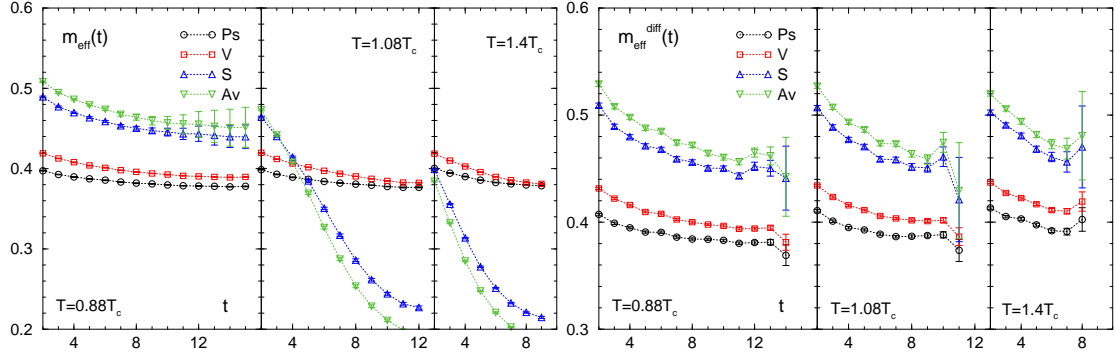 m_eff(t)
Ps
V
S
Av
T=1.08T_c
T=1.4T_c
T=0.88T_c
t
0.6
0.5
0.4
0.3
0.2
4 8 12
4 8 12
4 8
m_eff^diff(t)
Ps
V
S
Av
T=0.88T_c
t
T=1.08T_c
T=1.4T_c
0.6
0.5
0.4
0.3
4 8 12
4 8
4 8